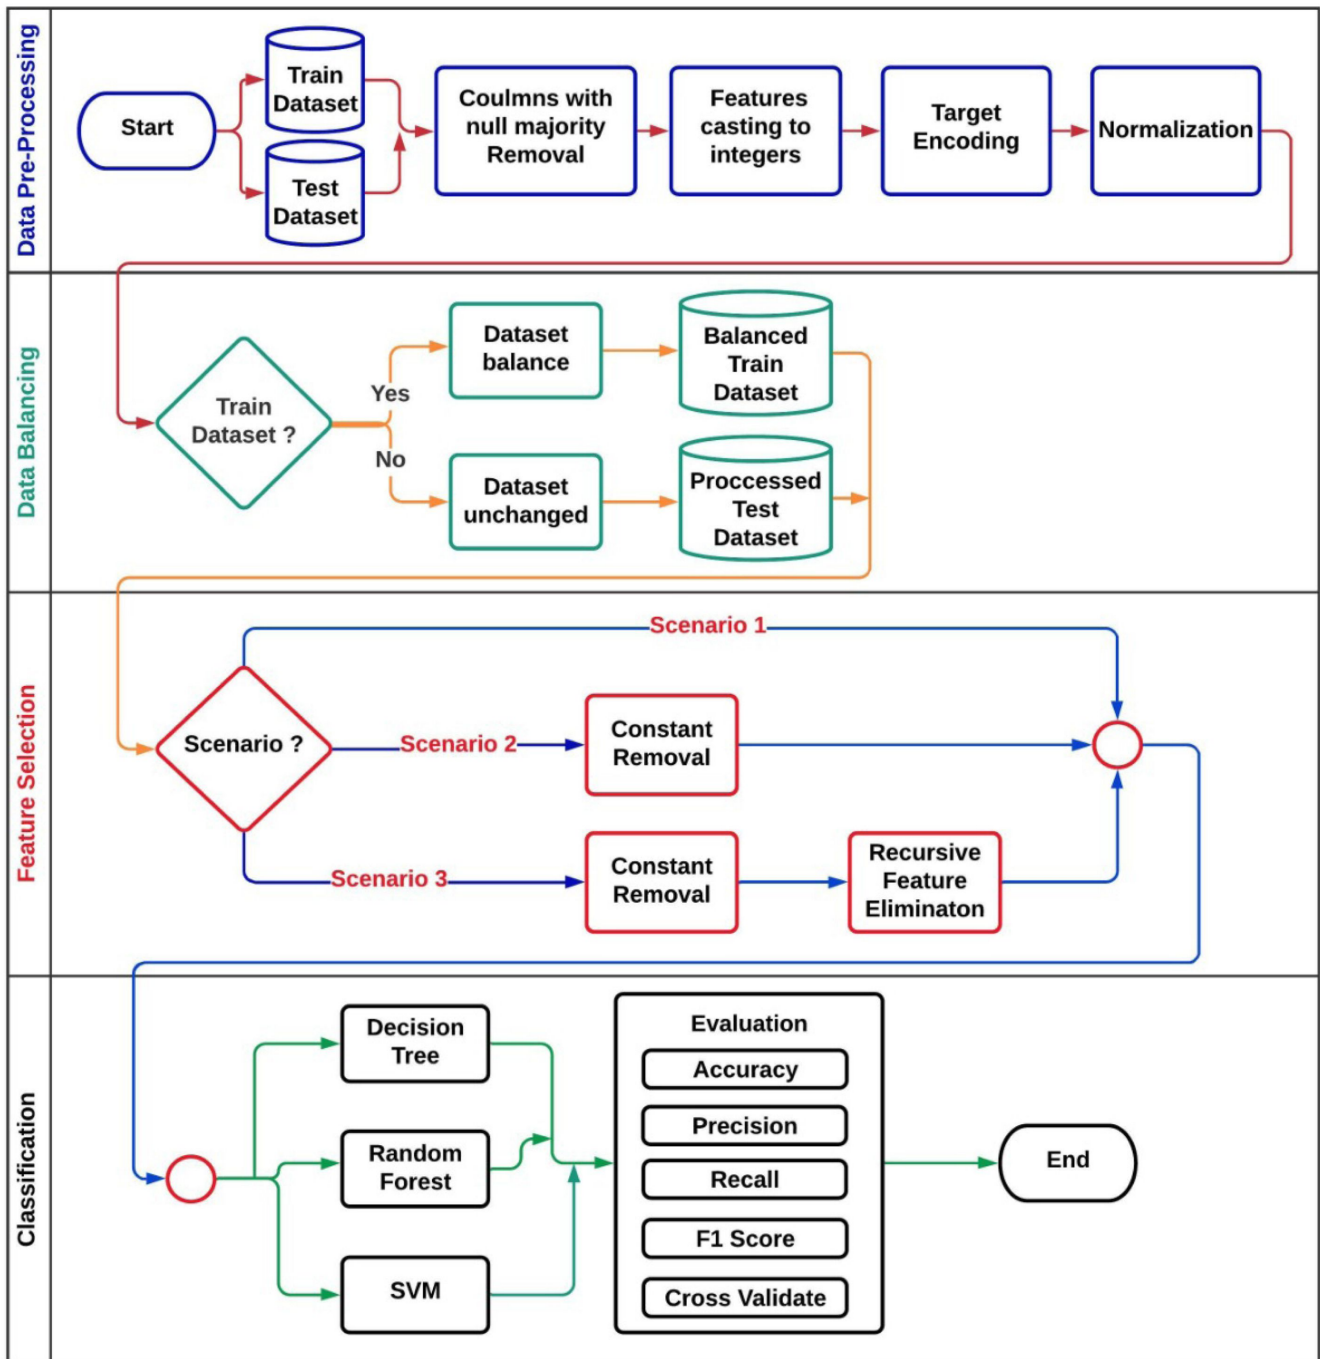 Data Pre-Processing
Start
Train
Dataset
Test
Dataset
Coulmns with
null majority
Removal
Features
casting to
integers
Target
Encoding
Normalization
Data Balancing
Train
Dataset ?
Yes
No
Dataset
balance
Balanced
Train
Dataset
Dataset
unchanged
Proccessed
Test
Dataset
Feature Selection
Scenario ?
Scenario 1
Scenario 2
Constant
Removal
Scenario 3
Constant
Removal
Recursive
Feature
Eliminaton
Classification
Decision
Tree
Random
Forest
SVM
Evaluation
Accuracy
Precision
Recall
F1 Score
Cross Validate
End